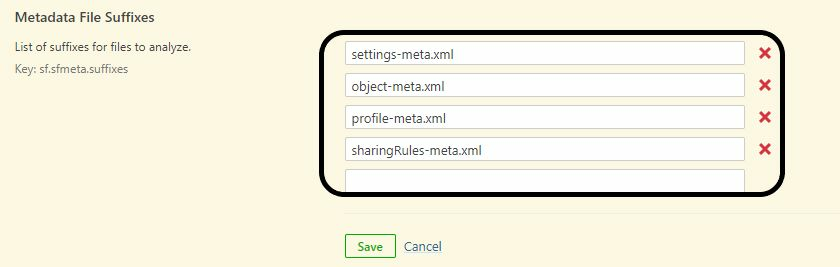 Metadata File Suffixes
List of suffixes for files to analyze.
Key: sf.sfmeta.suffixes
settings-meta.xml
object-meta.xml
profile-meta.xml
sharingRules-meta.xml
Save Cancel